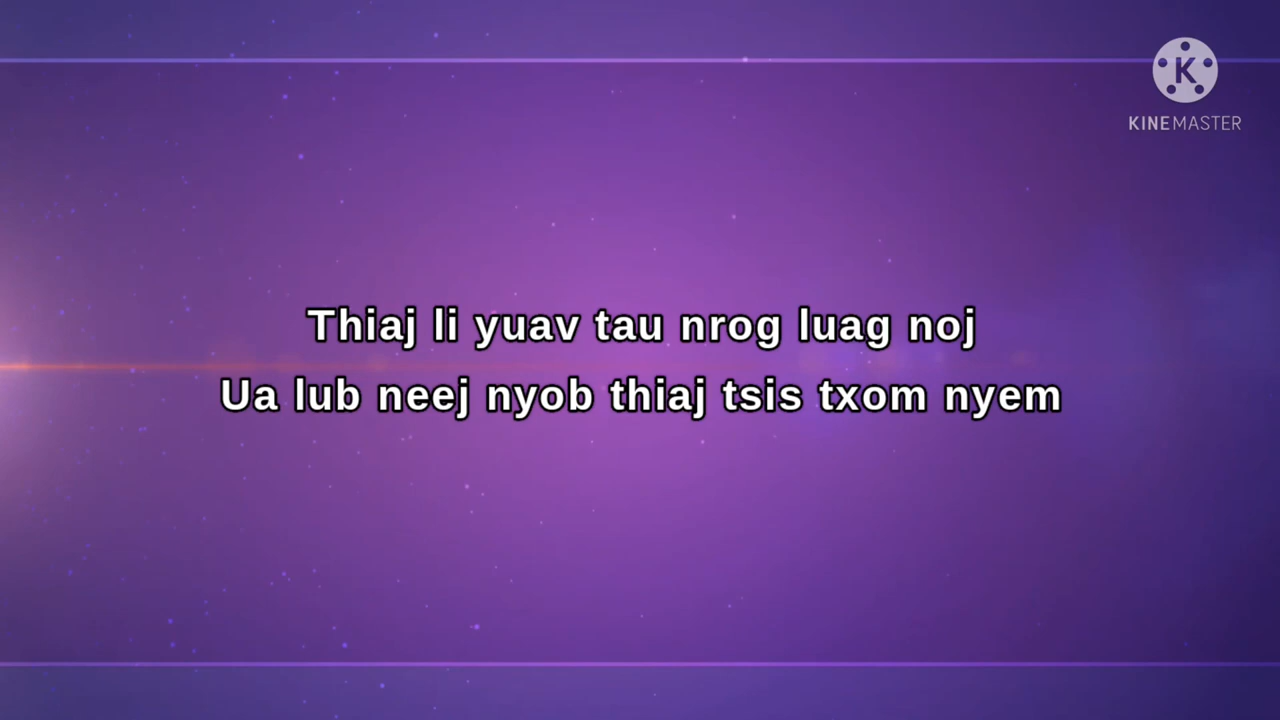 K
KINEMASTER
Thiaj li yuav tau nrog luag noj
Ua lub neej nyob thiaj tsis txom nyem